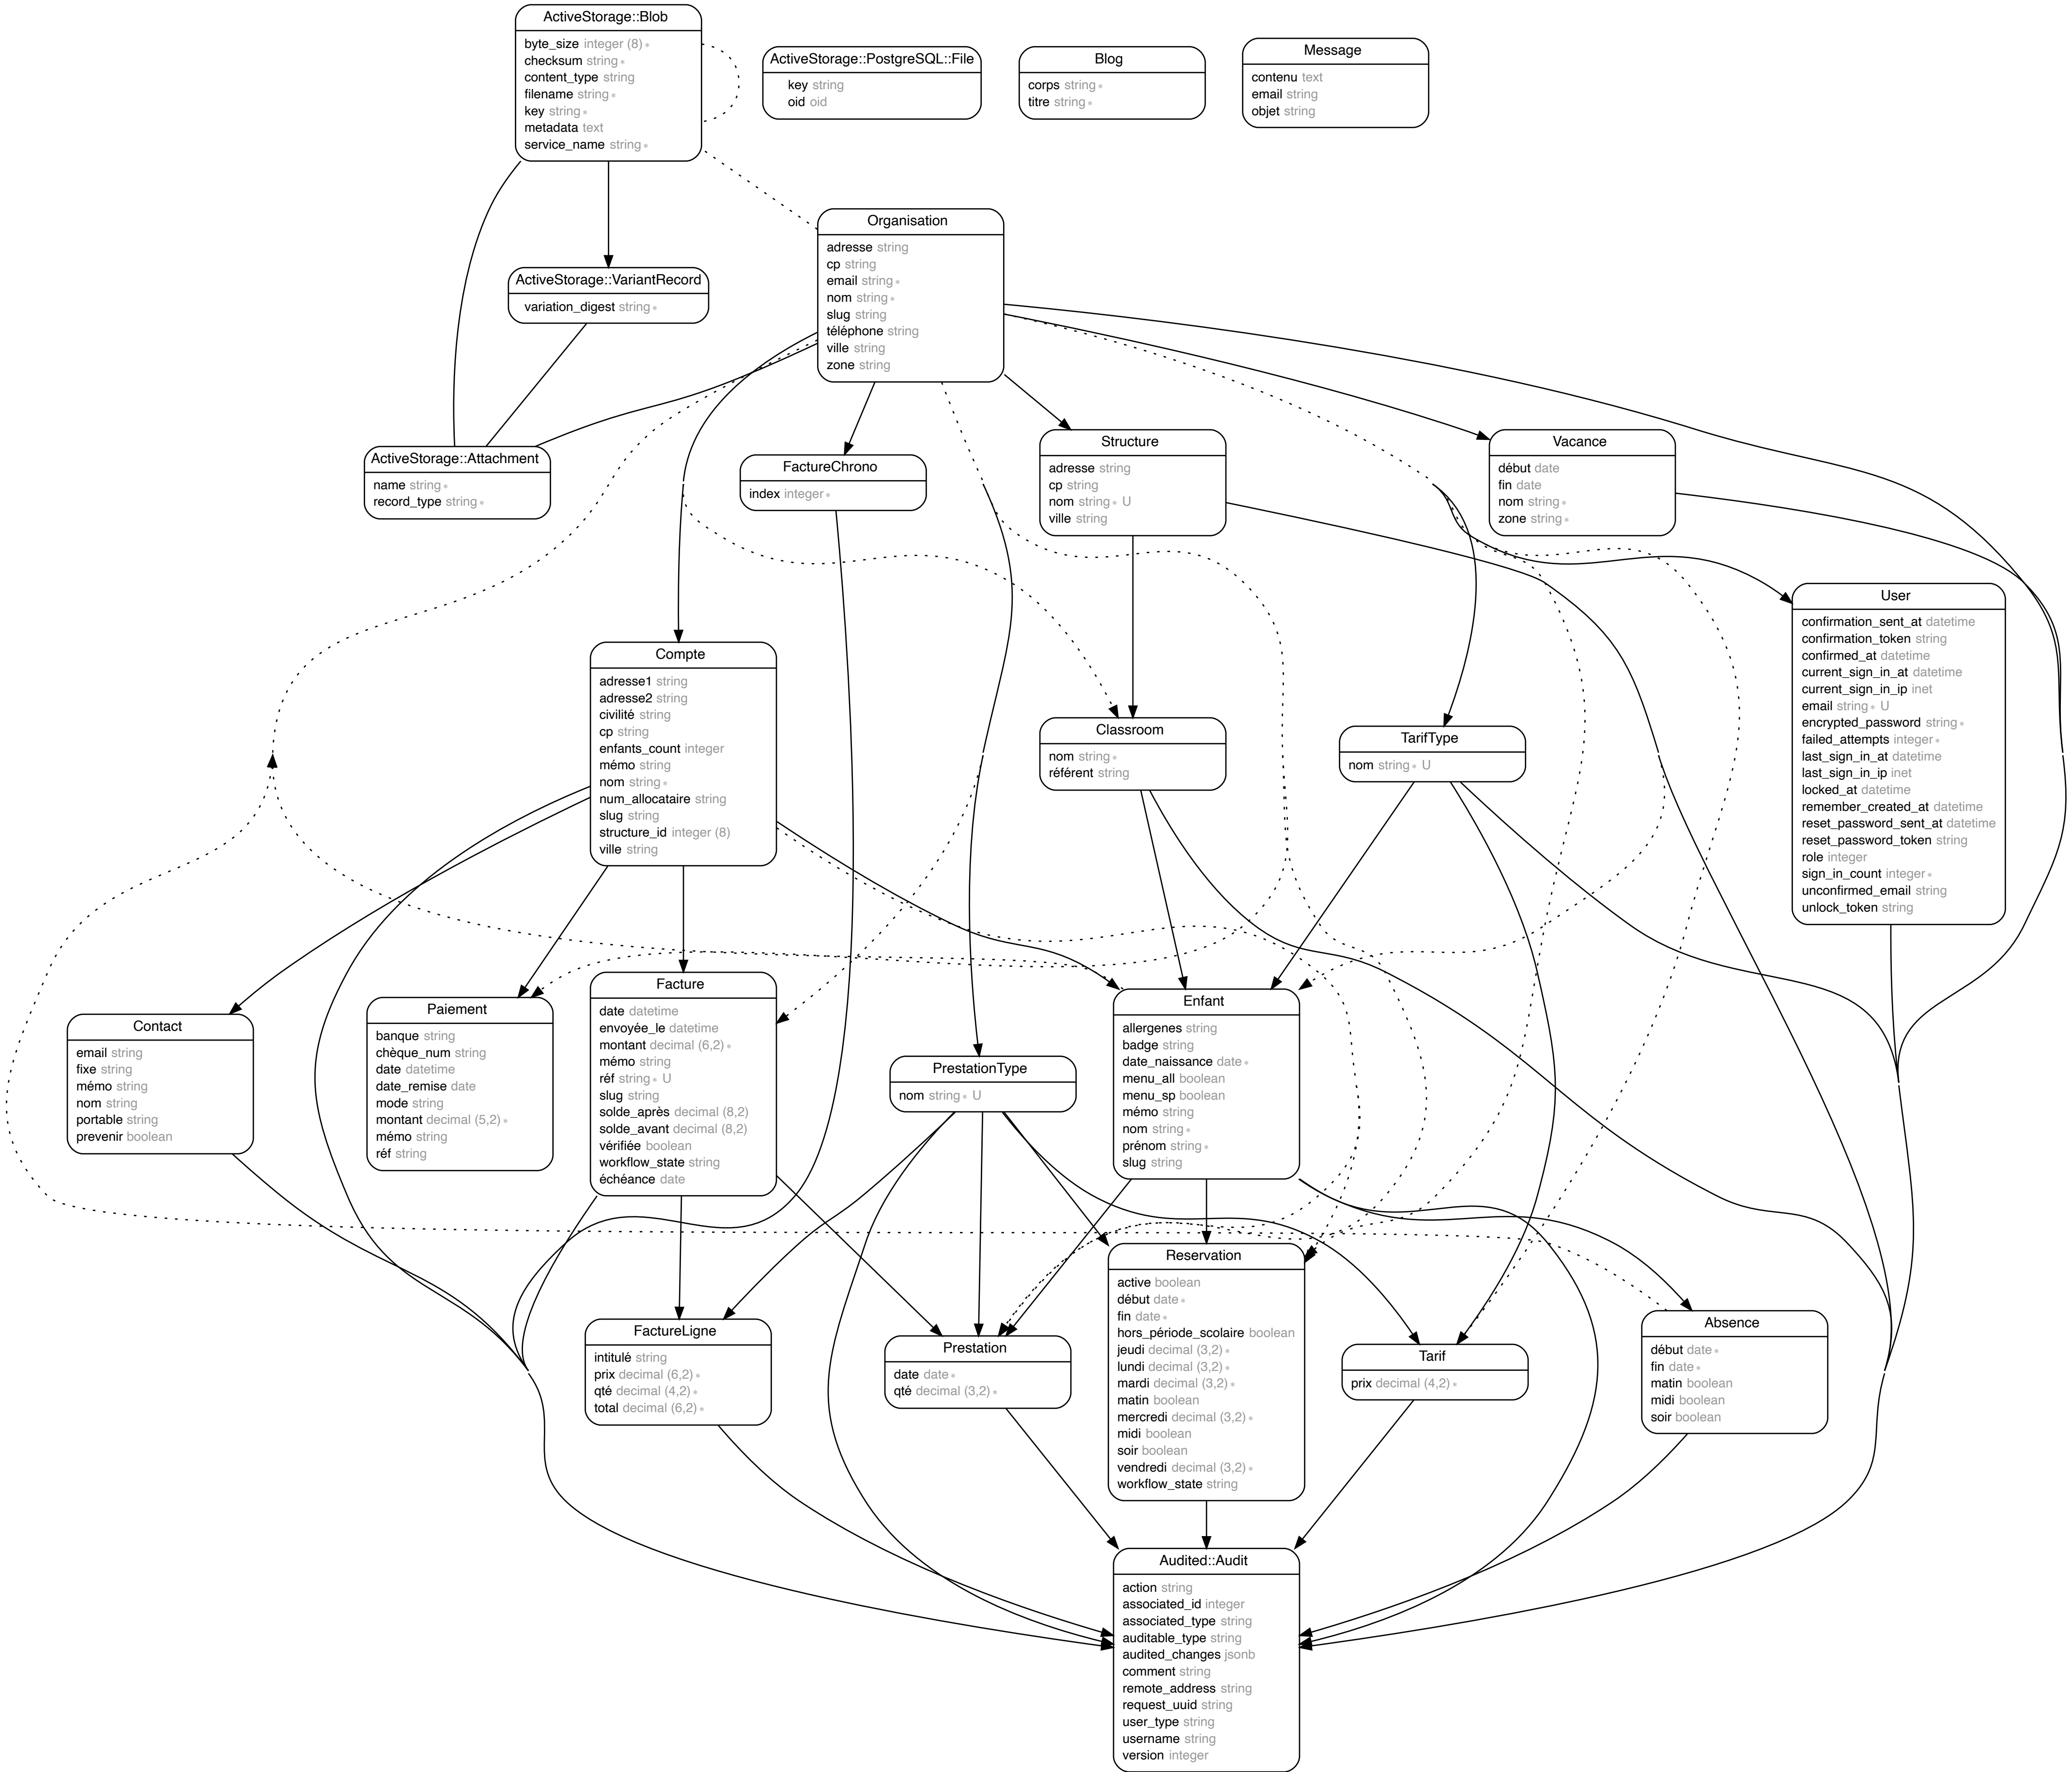 ActiveStorage::Blob
byte_size integer (8) ∗
checksum string ∗
content_type string
filename string ∗
key string ∗
metadata text
service_name string ∗
ActiveStorage::PostgreSQL::File
key string
oid oid
Blog
corps string ∗
titre string ∗
Message
contenu text
email string
objet string
Organisation
adresse string
cp string
email string ∗
nom string ∗
slug string
téléphone string
ville string
zone string
ActiveStorage::VariantRecord
variation_digest string ∗
ActiveStorage::Attachment
name string ∗
record_type string ∗
FactureChrono
index integer ∗
Structure
adresse string
cp string
nom string ∗ U
ville string
Vacance
début date
fin date
nom string ∗
zone string ∗
User
confirmation_sent_at datetime
confirmation_token string
confirmed_at datetime
current_sign_in_at datetime
current_sign_in_ip inet
email string ∗ U
encrypted_password string ∗
failed_attempts integer ∗
last_sign_in_at datetime
last_sign_in_ip inet
locked_at datetime
remember_created_at datetime
reset_password_sent_at datetime
reset_password_token string
role integer
sign_in_count integer ∗
unconfirmed_email string
unlock_token string
Compte
adresse1 string
adresse2 string
civilité string
cp string
enfants_count integer
mémo string
nom string ∗
num_allocataire string
slug string
structure_id integer (8)
ville string
Classroom
nom string ∗
référent string
TarifType
nom string ∗ U
Contact
email string
fixe string
mémo string
nom string
portable string
prevenir boolean
Paiement
banque string
chèque_num string
date datetime
date_remise date
mode string
montant decimal (5,2) ∗
mémo string
réf string
Facture
date datetime
envoyée_le datetime
montant decimal (6,2) ∗
mémo string
réf string ∗ U
slug string
solde_après decimal (8,2)
solde_avant decimal (8,2)
vérifiée boolean
workflow_state string
échéance date
PrestationType
nom string ∗ U
Enfant
allergenes string
badge string
date_naissance date ∗
menu_all boolean
menu_sp boolean
mémo string
nom string ∗
prénom string ∗
slug string
FactureLigne
intitulé string
prix decimal (6,2) ∗
qté decimal (4,2) ∗
total decimal (6,2) ∗
Prestation
date date ∗
qté decimal (3,2) ∗
Reservation
active boolean
début date ∗
fin date ∗
hors_période_scolaire boolean
jeudi decimal (3,2) ∗
lundi decimal (3,2) ∗
mardi decimal (3,2) ∗
matin boolean
mercredi decimal (3,2) ∗
midi boolean
soir boolean
vendredi decimal (3,2) ∗
workflow_state string
Tarif
prix decimal (4,2) ∗
Absence
début date ∗
fin date ∗
matin boolean
midi boolean
soir boolean
Audited::Audit
action string
associated_id integer
associated_type string
auditable_type string
audited_changes jsonb
comment string
remote_address string
request_uuid string
user_type string
username string
version integer